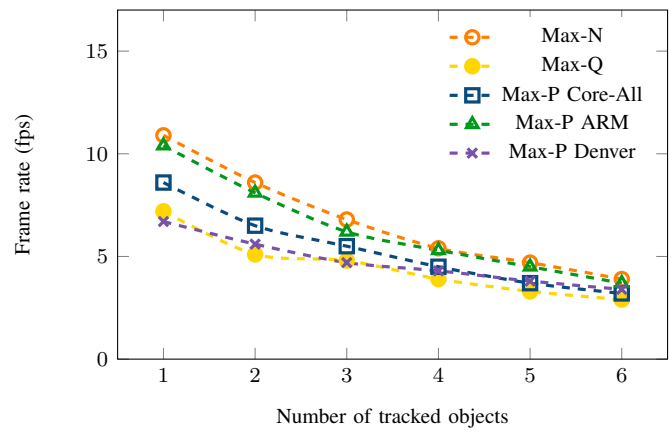 15
10
5
0
Frame rate (fps)
Max-N
Max-Q
Max-P Core-All
Max-P ARM
Max-P Denver
1 2 3 4 5 6
Number of tracked objects